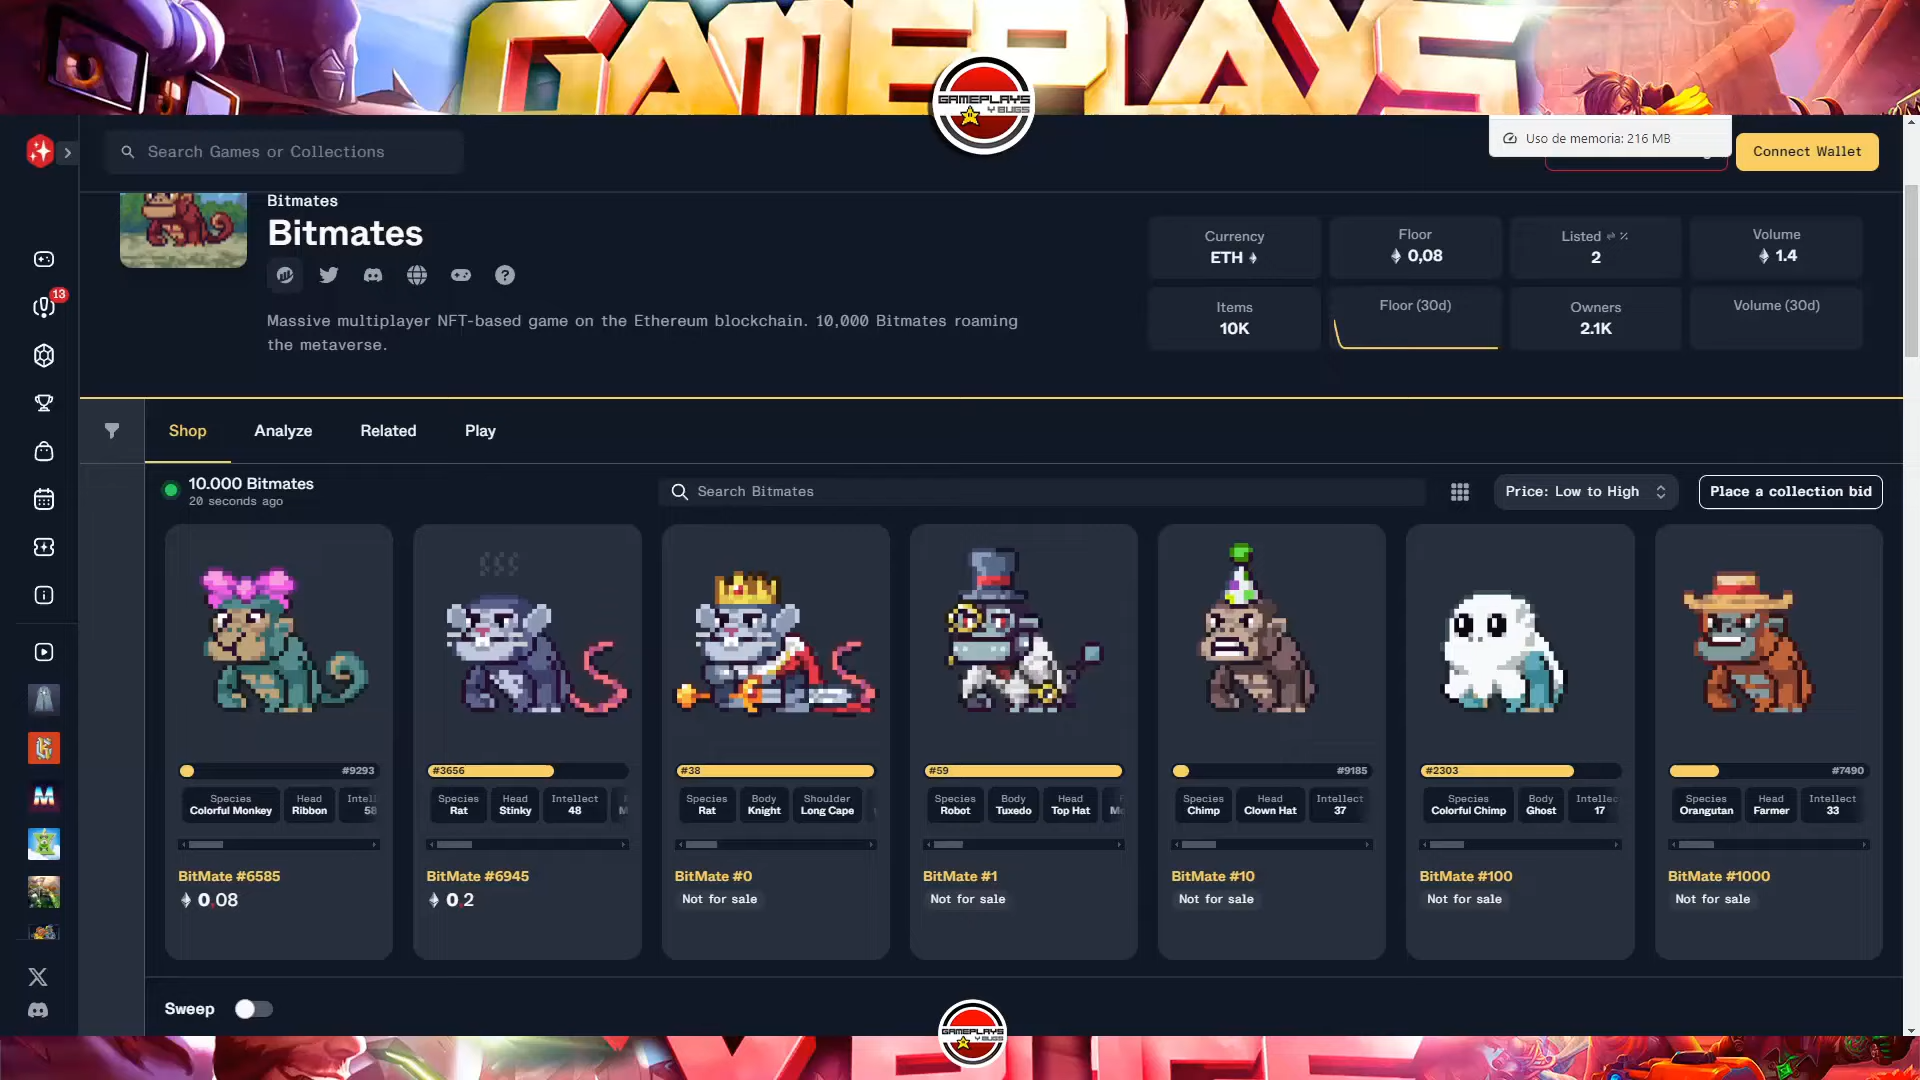 GAMEPLAYS
GAMEPLAYS
Y BUGS
Search Games or Collections
Uso de memoria: 216 MB
Connect Wallet
Bitmates
Bitmates
Massive multiplayer NFT-based game on the Ethereum blockchain. 10,000 Bitmates roaming
the metaverse.
Currency
ETH
Floor
0,08
Listed
2
Volume
1.4
Items
10K
Floor (30d)
Owners
2.1K
Volume (30d)
13
Shop
Analyze
Related
Play
10.000 Bitmates
20 seconds ago
Search Bitmates
Price: Low to High
Place a collection bid
#9293
Species
Colorful Monkey
Head
Ribbon
58
BitMate #6585
0.08
#3656
Species
Rat
Head
Stinky
Intellect
48
BitMate #6945
0.2
#38
Species
Rat
Body
Knight
Shoulder
Long Cape
BitMate #0
Not for sale
#59
Species
Robot
Body
Tuxedo
Head
Top Hat
BitMate #1
Not for sale
#9185
Species
Chimp
Head
Clown Hat
Intellect
37
BitMate #10
Not for sale
#2303
Species
Colorful Chimp
Body
Ghost
Intellec
17
BitMate #100
Not for sale
#7490
Species
Orangutan
Head
Farmer
Intellect
33
BitMate #1000
Not for sale
Sweep
GAMEPLAYS
Y BUGS